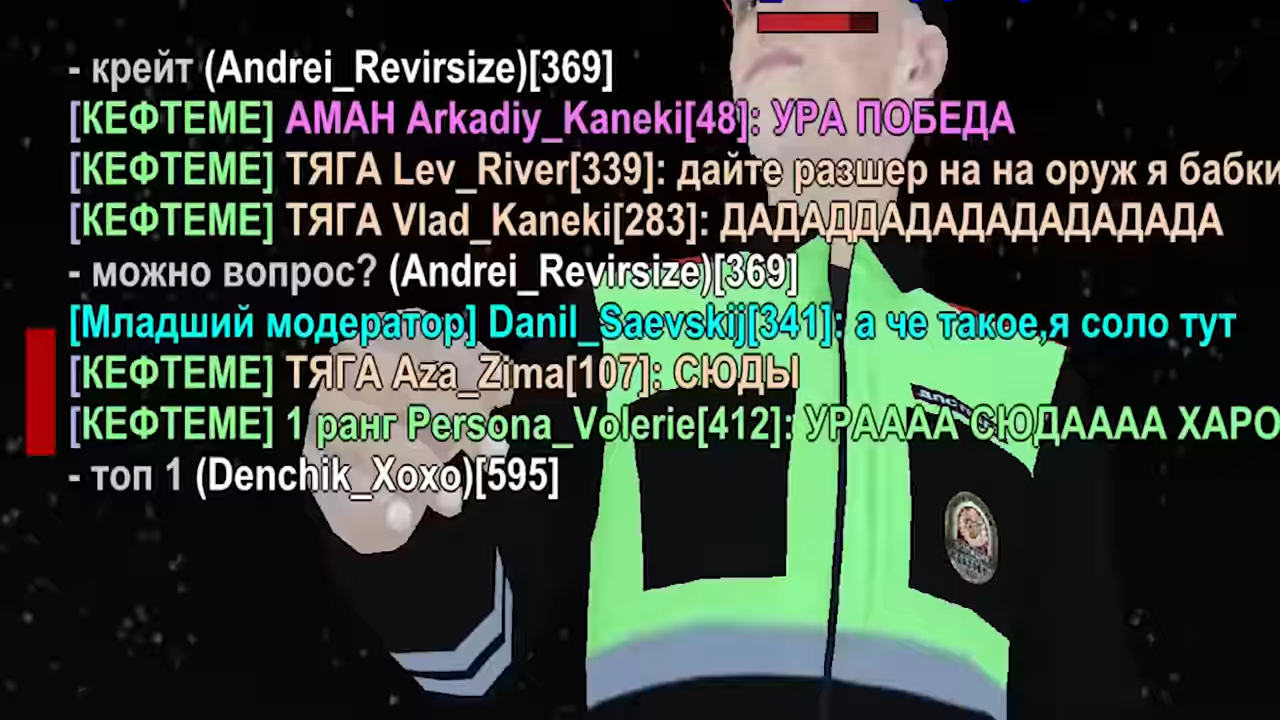 - крейт (Andrei_Revirsize)[369]
[КЕФТЕМЕ] АМАН Arkadiy_Kaneki[48]: УРА ПОБЕДА
[КЕФТЕМЕ] ТЯГА Lev_River[339]: дайте разшер на на оруж я бабки
[КЕФТЕМЕ] ТЯГА Vlad_Kaneki[283]: ДАДАДДАДАДАДАДАДАДА
- можно вопрос? (Andrei_Revirsize)[369]
[Младший модератор] Danil_Saevskij[341]: а че такое,я соло тут
[КЕФТЕМЕ] ТЯГА Aza_Zima[107]: СЮДЫ
[КЕФТЕМЕ] 1 ранг Persona_Volerie[412]: УРАААА СЮДАААА ХАРО
- топ 1 (Denchik_Xoxo)[595]
ДПС